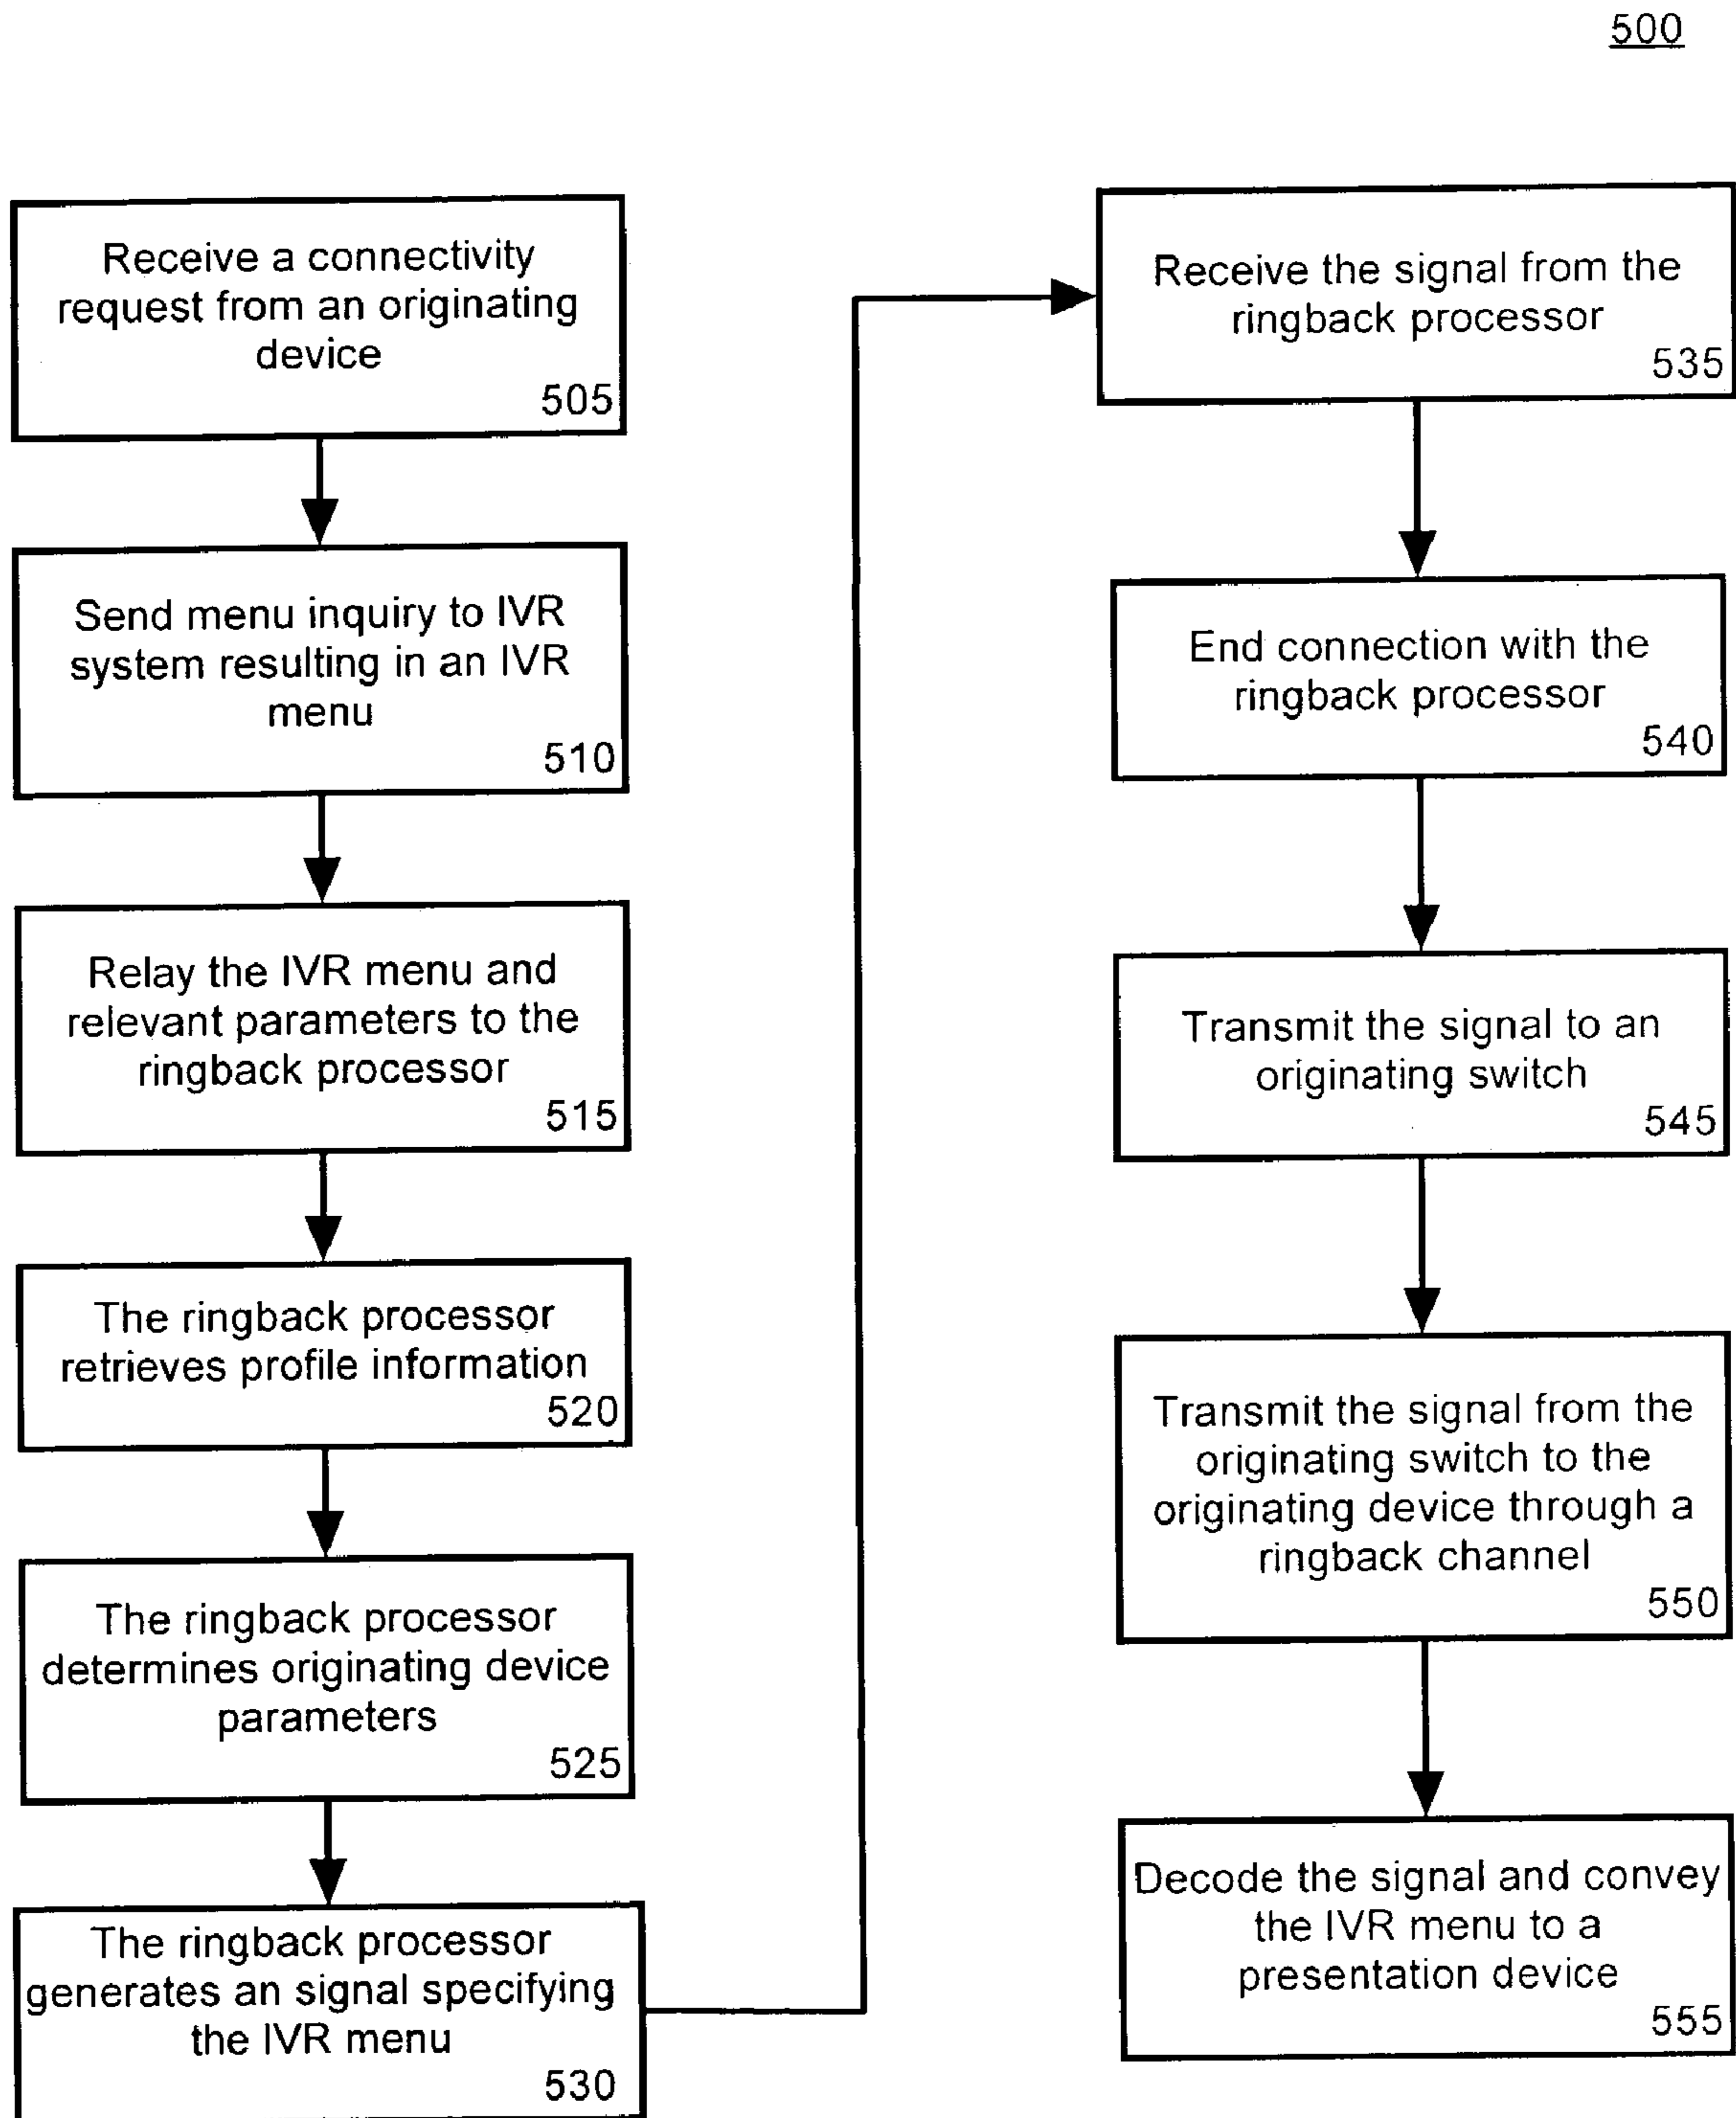 500
Receive a connectivity
request from an originating
device
505
Send menu inquiry to IVR
system resulting in an IVR
menu
510
Relay the IVR menu and
relevant parameters to the
ringback processor
515
The ringback processor
retrieves profile information
520
The ringback processor
determines originating device
parameters
525
The ringback processor
generates an signal specifying
the IVR menu
530
Receive the signal from the
ringback processor
535
End connection with the
ringback processor
540
Transmit the signal to an
originating switch
545
Transmit the signal from the
originating switch to the
originating device through a
ringback channel
550
Decode the signal and convey
the IVR menu to a
presentation device
555